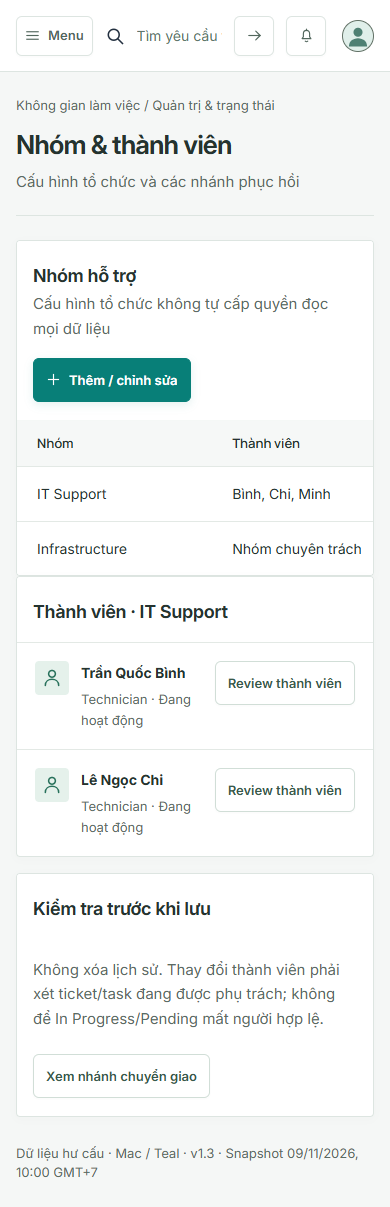 Menu
Tìm yêu cầu
Không gian làm việc / Quản trị & trạng thái
Nhóm & thành viên
Cấu hình tổ chức và các nhánh phục hồi
Nhóm hỗ trợ
Cấu hình tổ chức không tự cấp quyền đọc
mọi dữ liệu
Thêm / chỉnh sửa
Nhóm Thành viên
IT Support Bình, Chi, Minh
Infrastructure Nhóm chuyên trách
Thành viên · IT Support
Trần Quốc Bình
Technician · Đang
hoạt động
Review thành viên
Lê Ngọc Chi
Technician · Đang
hoạt động
Review thành viên
Kiểm tra trước khi lưu
Không xóa lịch sử. Thay đổi thành viên phải
xét ticket/task đang được phụ trách; không
để In Progress/Pending mất người hợp lệ.
Xem nhánh chuyển giao
Dữ liệu hư cấu · Mac / Teal · v1.3 · Snapshot 09/11/2026,
10:00 GMT+7